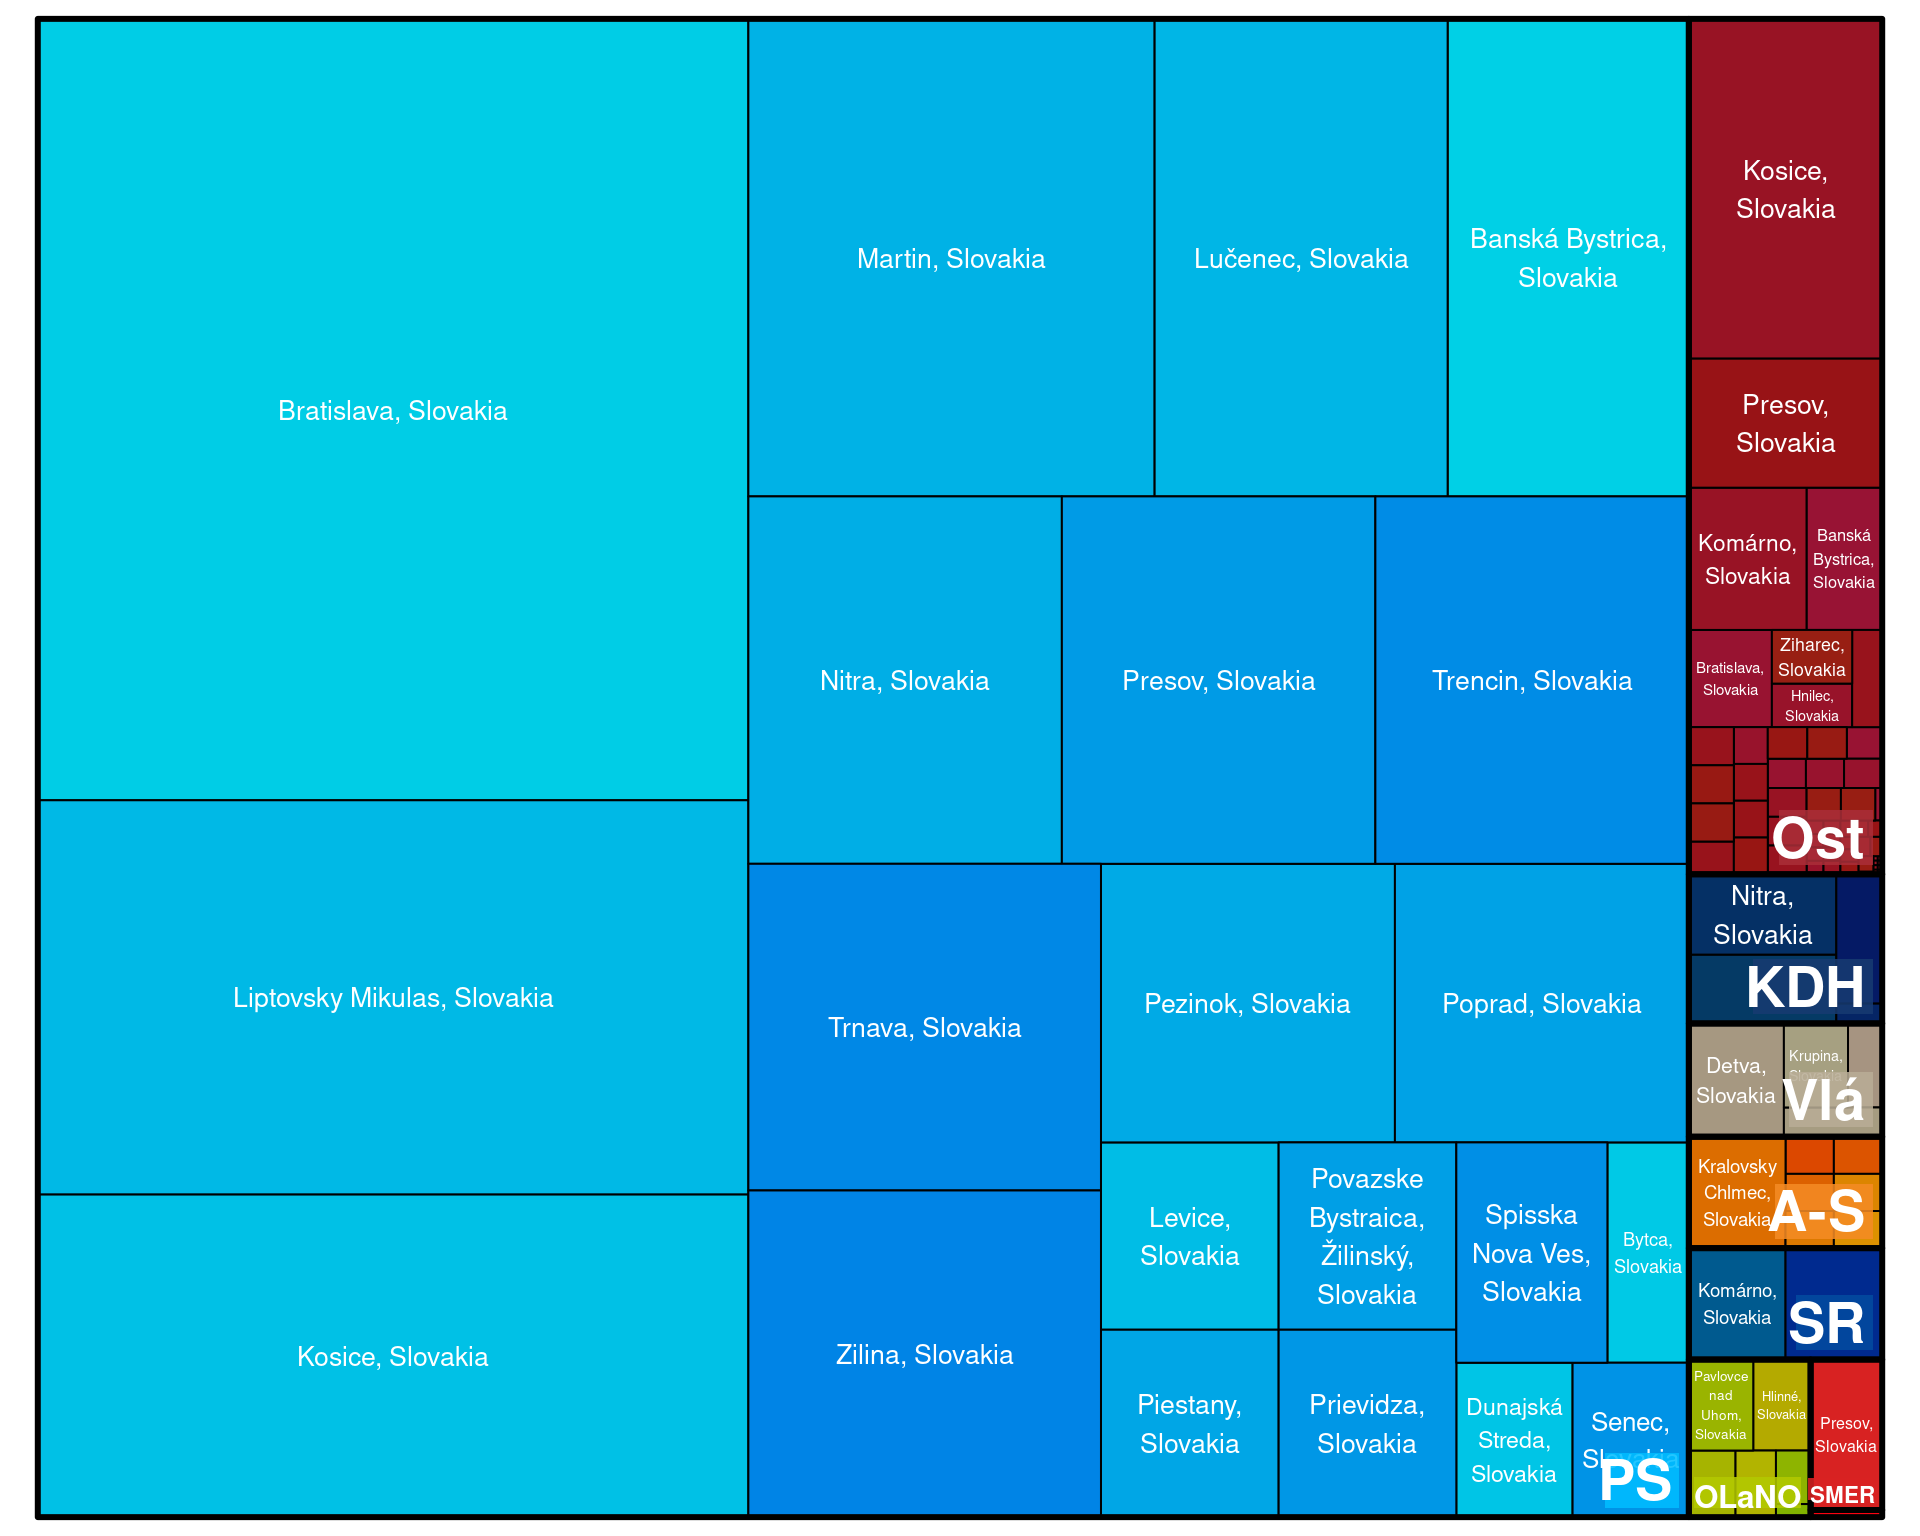 Bratislava, Slovakia
Liptovsky Mikulas, Slovakia
Kosice, Slovakia
Martin, Slovakia
Lučenec, Slovakia
Banská Bystrica,
Slovakia
Nitra, Slovakia
Presov, Slovakia
Trencin, Slovakia
Trnava, Slovakia
Zilina, Slovakia
Pezinok, Slovakia
Poprad, Slovakia
Levice,
Slovakia
Povazske
Bystraica,
Žilinský,
Slovakia
Spisska
Nova Ves,
Slovakia
Bytca,
Slovakia
Piestany,
Slovakia
Prievidza,
Slovakia
Dunajská
Streda,
Slovakia
Senec,
Slovakia
PS
Kosice,
Slovakia
Presov,
Slovakia
Komárno,
Slovakia
Banská
Bystrica,
Slovakia
Bratislava,
Slovakia
Ziharec,
Slovakia
Hnilec,
Slovakia
Ost
Nitra,
Slovakia
KDH
Detva,
Slovakia
Krupina,
Slovakia
Vlá
Kralovsky
Chlmec,
Slovakia
A-S
Komárno,
Slovakia
SR
Pavlovce
nad
Uhom,
Slovakia
Hlinné,
Slovakia
OLaNO
Presov,
Slovakia
SMER